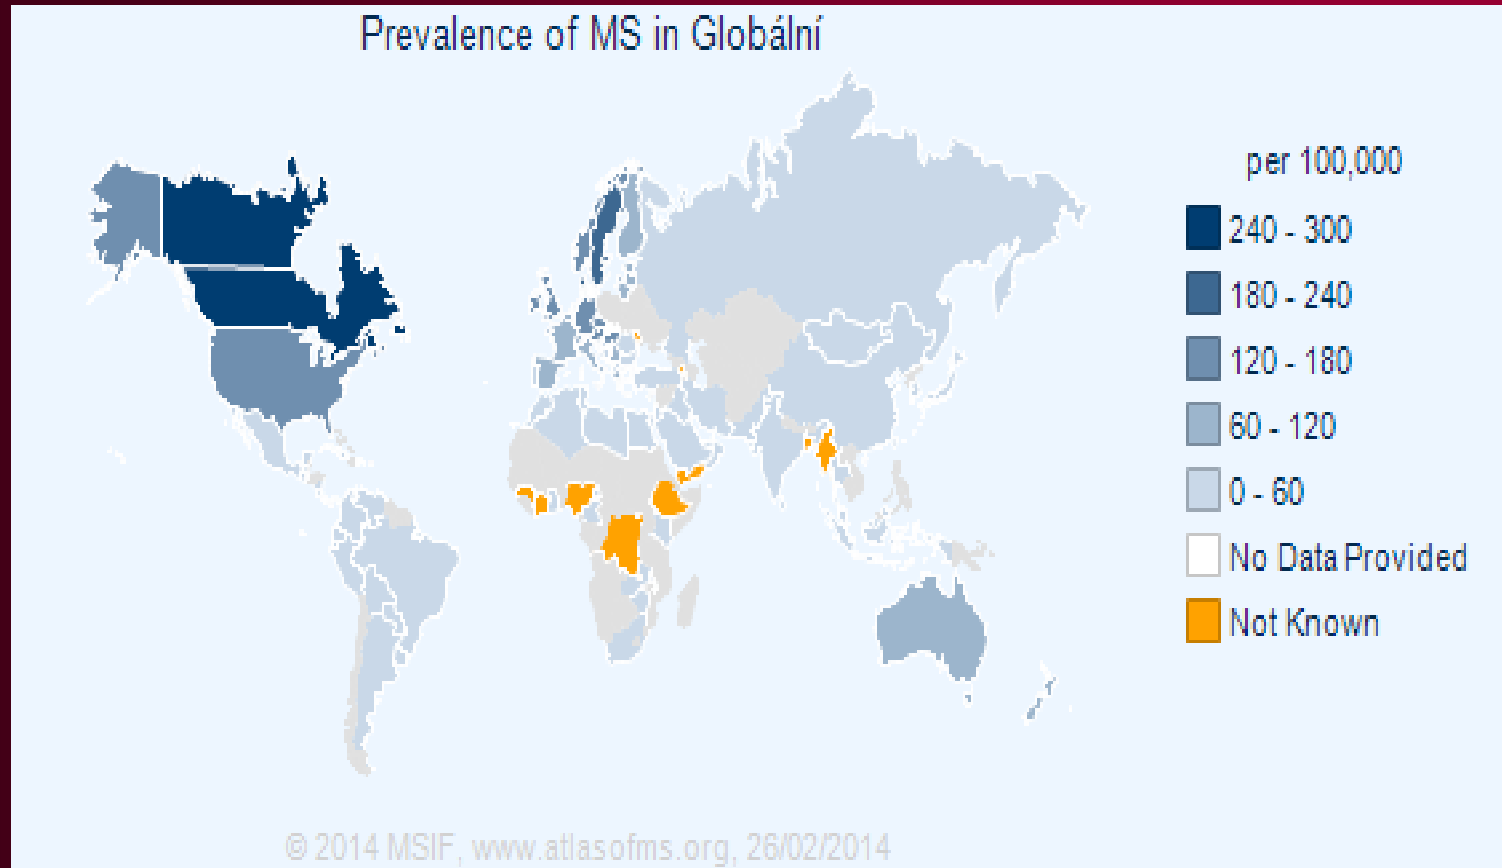 Prevalence of MS in Globální
per 100,000
240 - 300
180 - 240
120 - 180
60 - 120
0 - 60
No Data Provided
Not Known
© 2014 MSIF, www.atlasofms.org, 26/02/2014